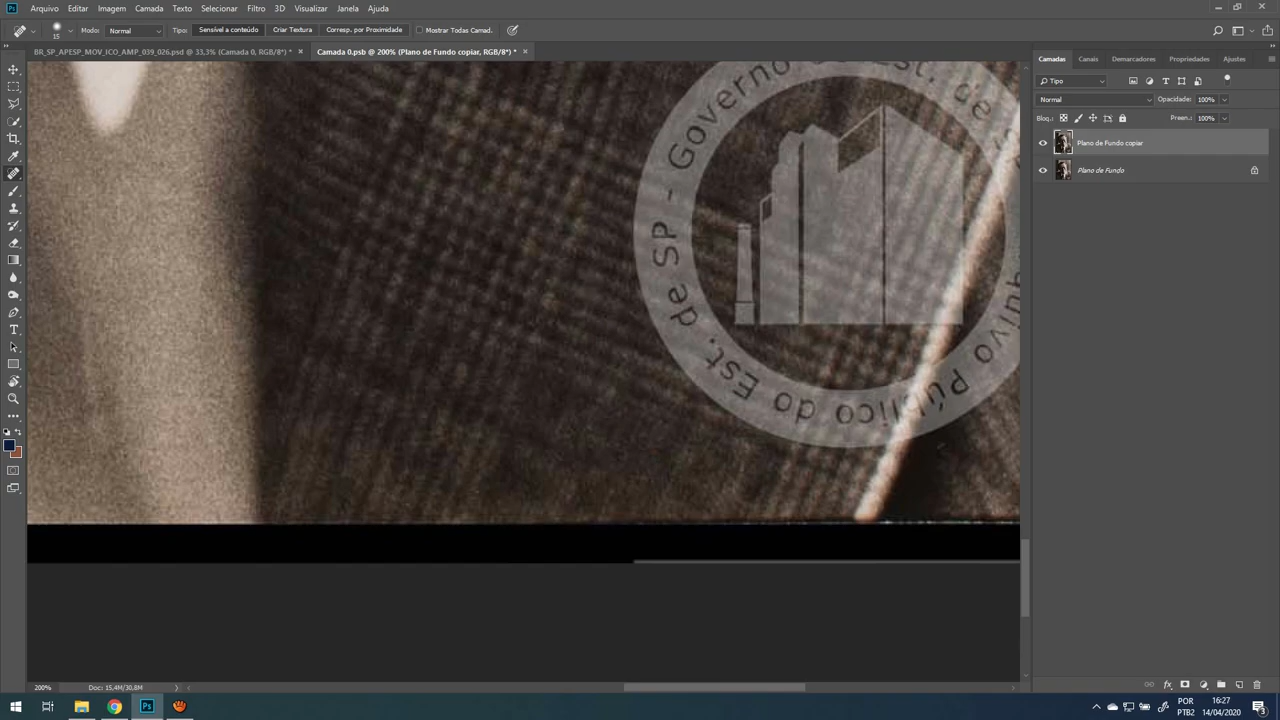 Arquivo Editar Imagem Camada Texto Selecionar Filtro 3D Visualizar Janela Ajuda
15 Modo: Normal Tipo: Sensível a conteúdo Criar Textura Corresp. por Proximidade Mostrar Todas Camad.
BR_SP_APESP_MOV_ICO_AMP_039_026.psd @ 33,3% (Camada 0, RGB/8*) * × Camada 0.psb @ 200% (Plano de Fundo copiar, RGB/8*) * ×
Camadas Canais Demarcadores Propriedades Ajustes
Tipo
Normal Opacidade: 100%
Bloq.: Preen.: 100%
Plano de Fundo copiar
Plano de Fundo
Público do Est. de SP - Governo do Est. de
200% Doc: 15,4M/30,8M
POR 16:27
PTB2 14/04/2020